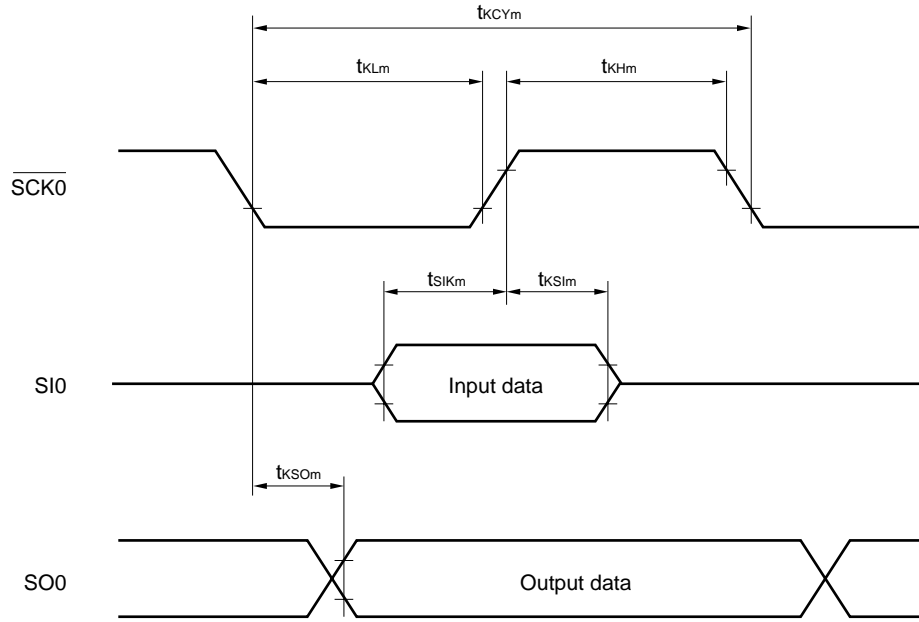 tKCYm
tKLm
tKHm
SCK0
tSIKm
tKSIm
SI0
Input data
tKSOm
SO0
Output data